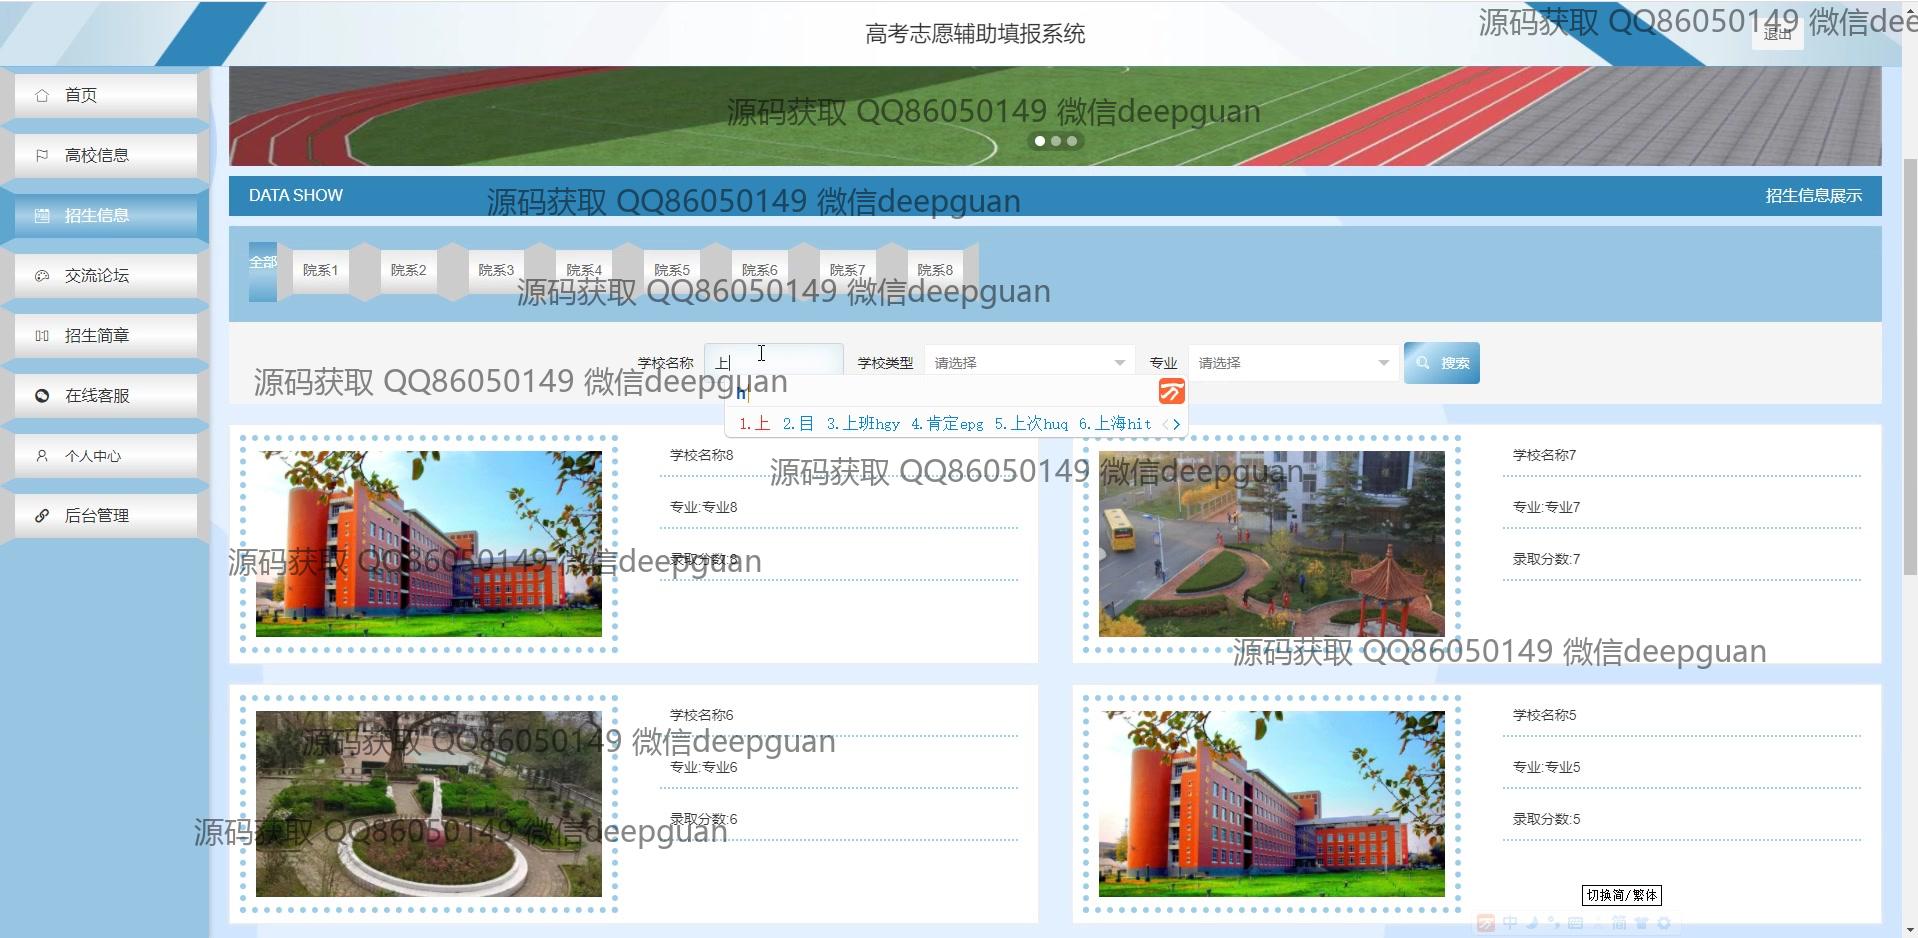 高考志愿辅助填报系统
源码获取 QQ86050149 微信dee
退出
首页
高校信息
招生信息
交流论坛
招生简章
在线客服
个人中心
后台管理
源码获取 QQ86050149 微信deepguan
DATA SHOW
源码获取 QQ86050149 微信deepguan
招生信息展示
全部 院系1 院系2 院系3 院系4 院系5 院系6 院系7 院系8
源码获取 QQ86050149 微信deepguan
学校名称 上 学校类型 请选择 专业 请选择 搜索
源码获取 QQ86050149 微信deepguan
h
1.上 2.目 3.上班hgy 4.肯定epg 5.上次huq 6.上海hit
学校名称8
专业:专业8
录取分数:8
源码获取 QQ86050149 微信deepguan
学校名称7
专业:专业7
录取分数:7
源码获取 QQ86050149 微信deepguan
源码获取 QQ86050149 微信deepguan
学校名称6
源码获取 QQ86050149 微信deepguan
专业:专业6
录取分数:6
源码获取 QQ86050149 微信deepguan
学校名称5
专业:专业5
录取分数:5
切换简/繁体
中 简